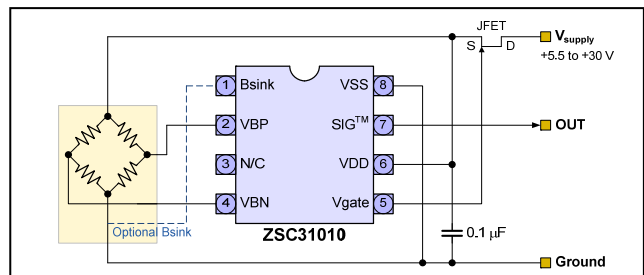 JFET
S D
Vsupply
+5.5 to +30 V
1 Bsink VSS 8
2 VBP SIG™ 7
OUT
3 N/C VDD 6
4 VBN Vgate 5
Optional Bsink
ZSC31010
0.1 µF
Ground